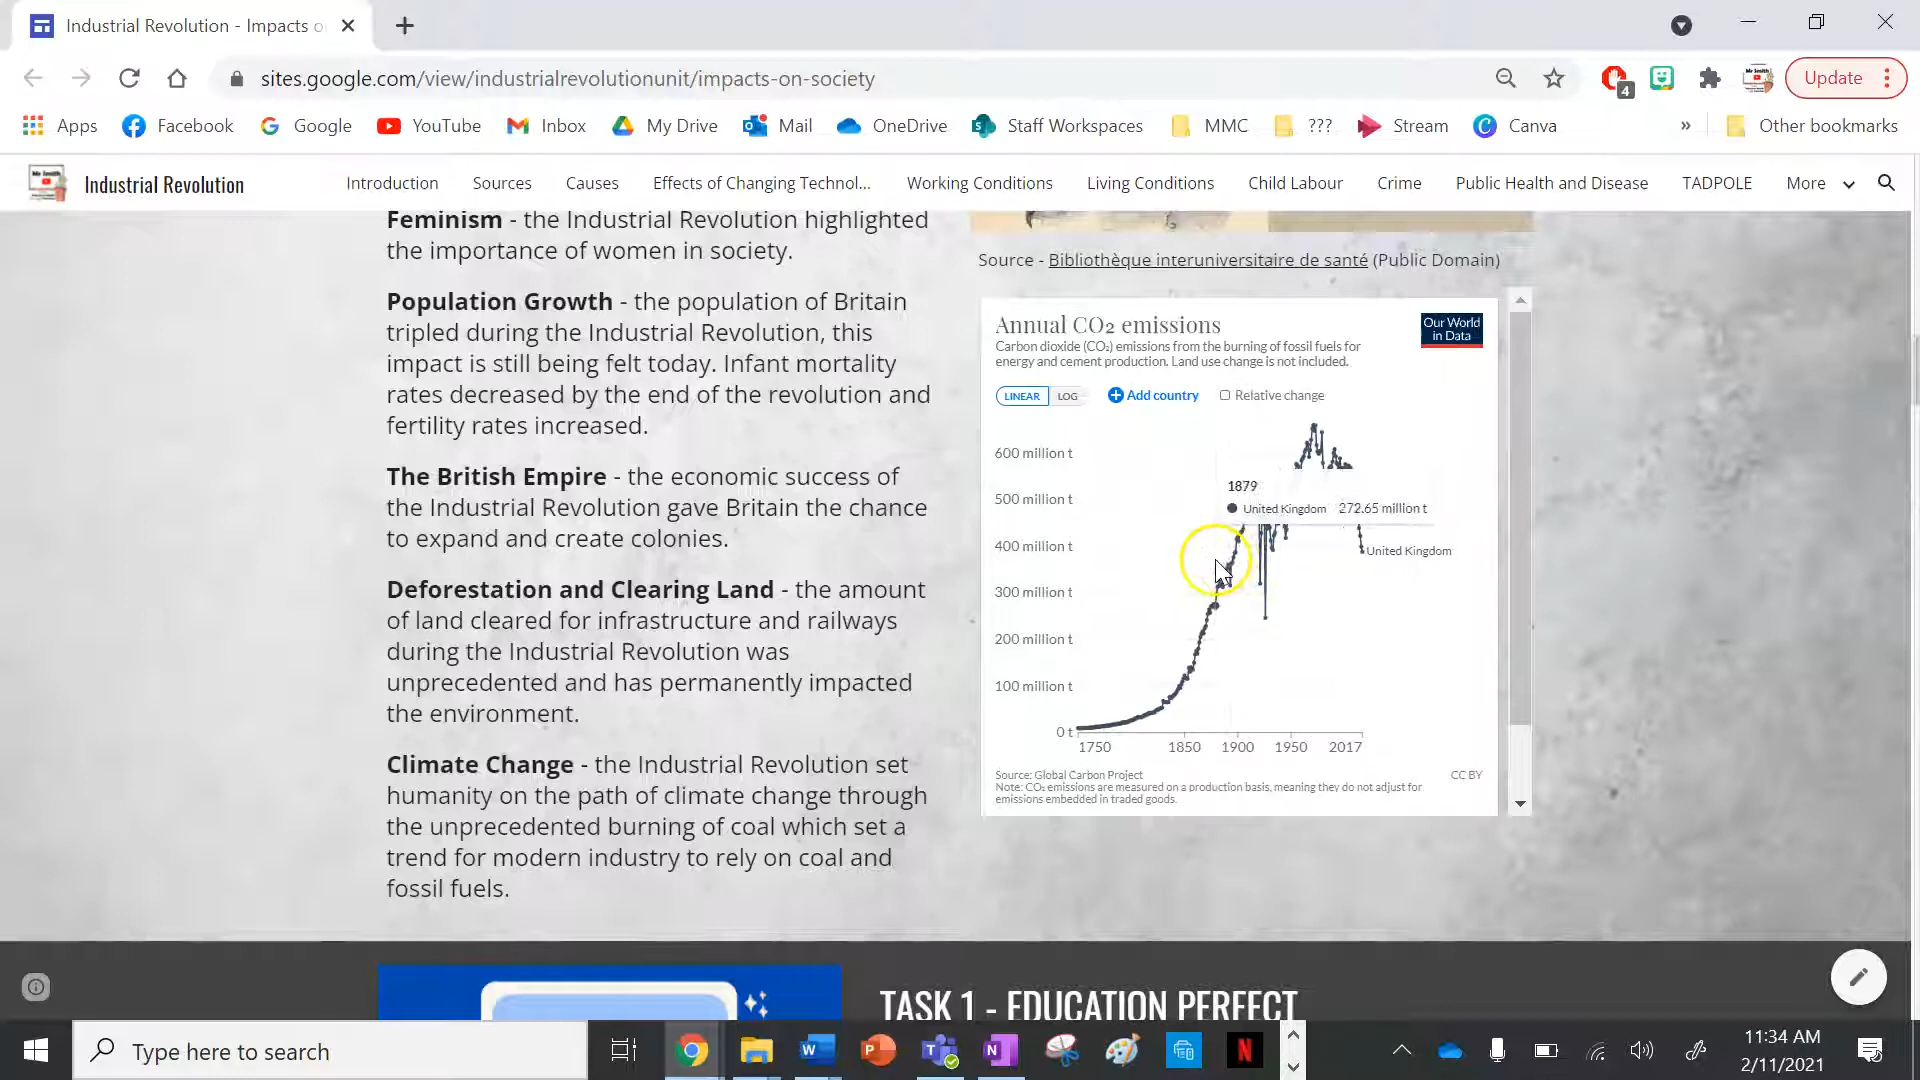 Industrial Revolution - Impacts o
sites.google.com/view/industrialrevolutionunit/impacts-on-society
4
Update
Apps
Facebook
Google
YouTube
Inbox
My Drive
Mail
OneDrive
Staff Workspaces
MMC
???
Stream
Canva
»
Other bookmarks
Industrial Revolution
Introduction
Sources
Causes
Effects of Changing Technol...
Working Conditions
Living Conditions
Child Labour
Crime
Public Health and Disease
TADPOLE
More
Feminism - the Industrial Revolution highlighted
the importance of women in society.
Population Growth - the population of Britain
tripled during the Industrial Revolution, this
impact is still being felt today. Infant mortality
rates decreased by the end of the revolution and
fertility rates increased.
The British Empire - the economic success of
the Industrial Revolution gave Britain the chance
to expand and create colonies.
Deforestation and Clearing Land - the amount
of land cleared for infrastructure and railways
during the Industrial Revolution was
unprecedented and has permanently impacted
the environment.
Climate Change - the Industrial Revolution set
humanity on the path of climate change through
the unprecedented burning of coal which set a
trend for modern industry to rely on coal and
fossil fuels.
Source - Bibliothèque interuniversitaire de santé (Public Domain)
Annual CO₂ emissions
Carbon dioxide (CO₂) emissions from the burning of fossil fuels for
energy and cement production. Land use change is not included.
Our World
in Data
LINEAR
LOG
Add country
Relative change
600 million t
500 million t
400 million t
300 million t
200 million t
100 million t
0 t
1879
United Kingdom 272.65 million t
United Kingdom
1750
1850
1900
1950
2017
Source: Global Carbon Project
CC BY
Note: CO₂ emissions are measured on a production basis, meaning they do not adjust for
emissions embedded in traded goods.
TASK 1 - EDUCATION PERFECT
Type here to search
11:34 AM
2/11/2021